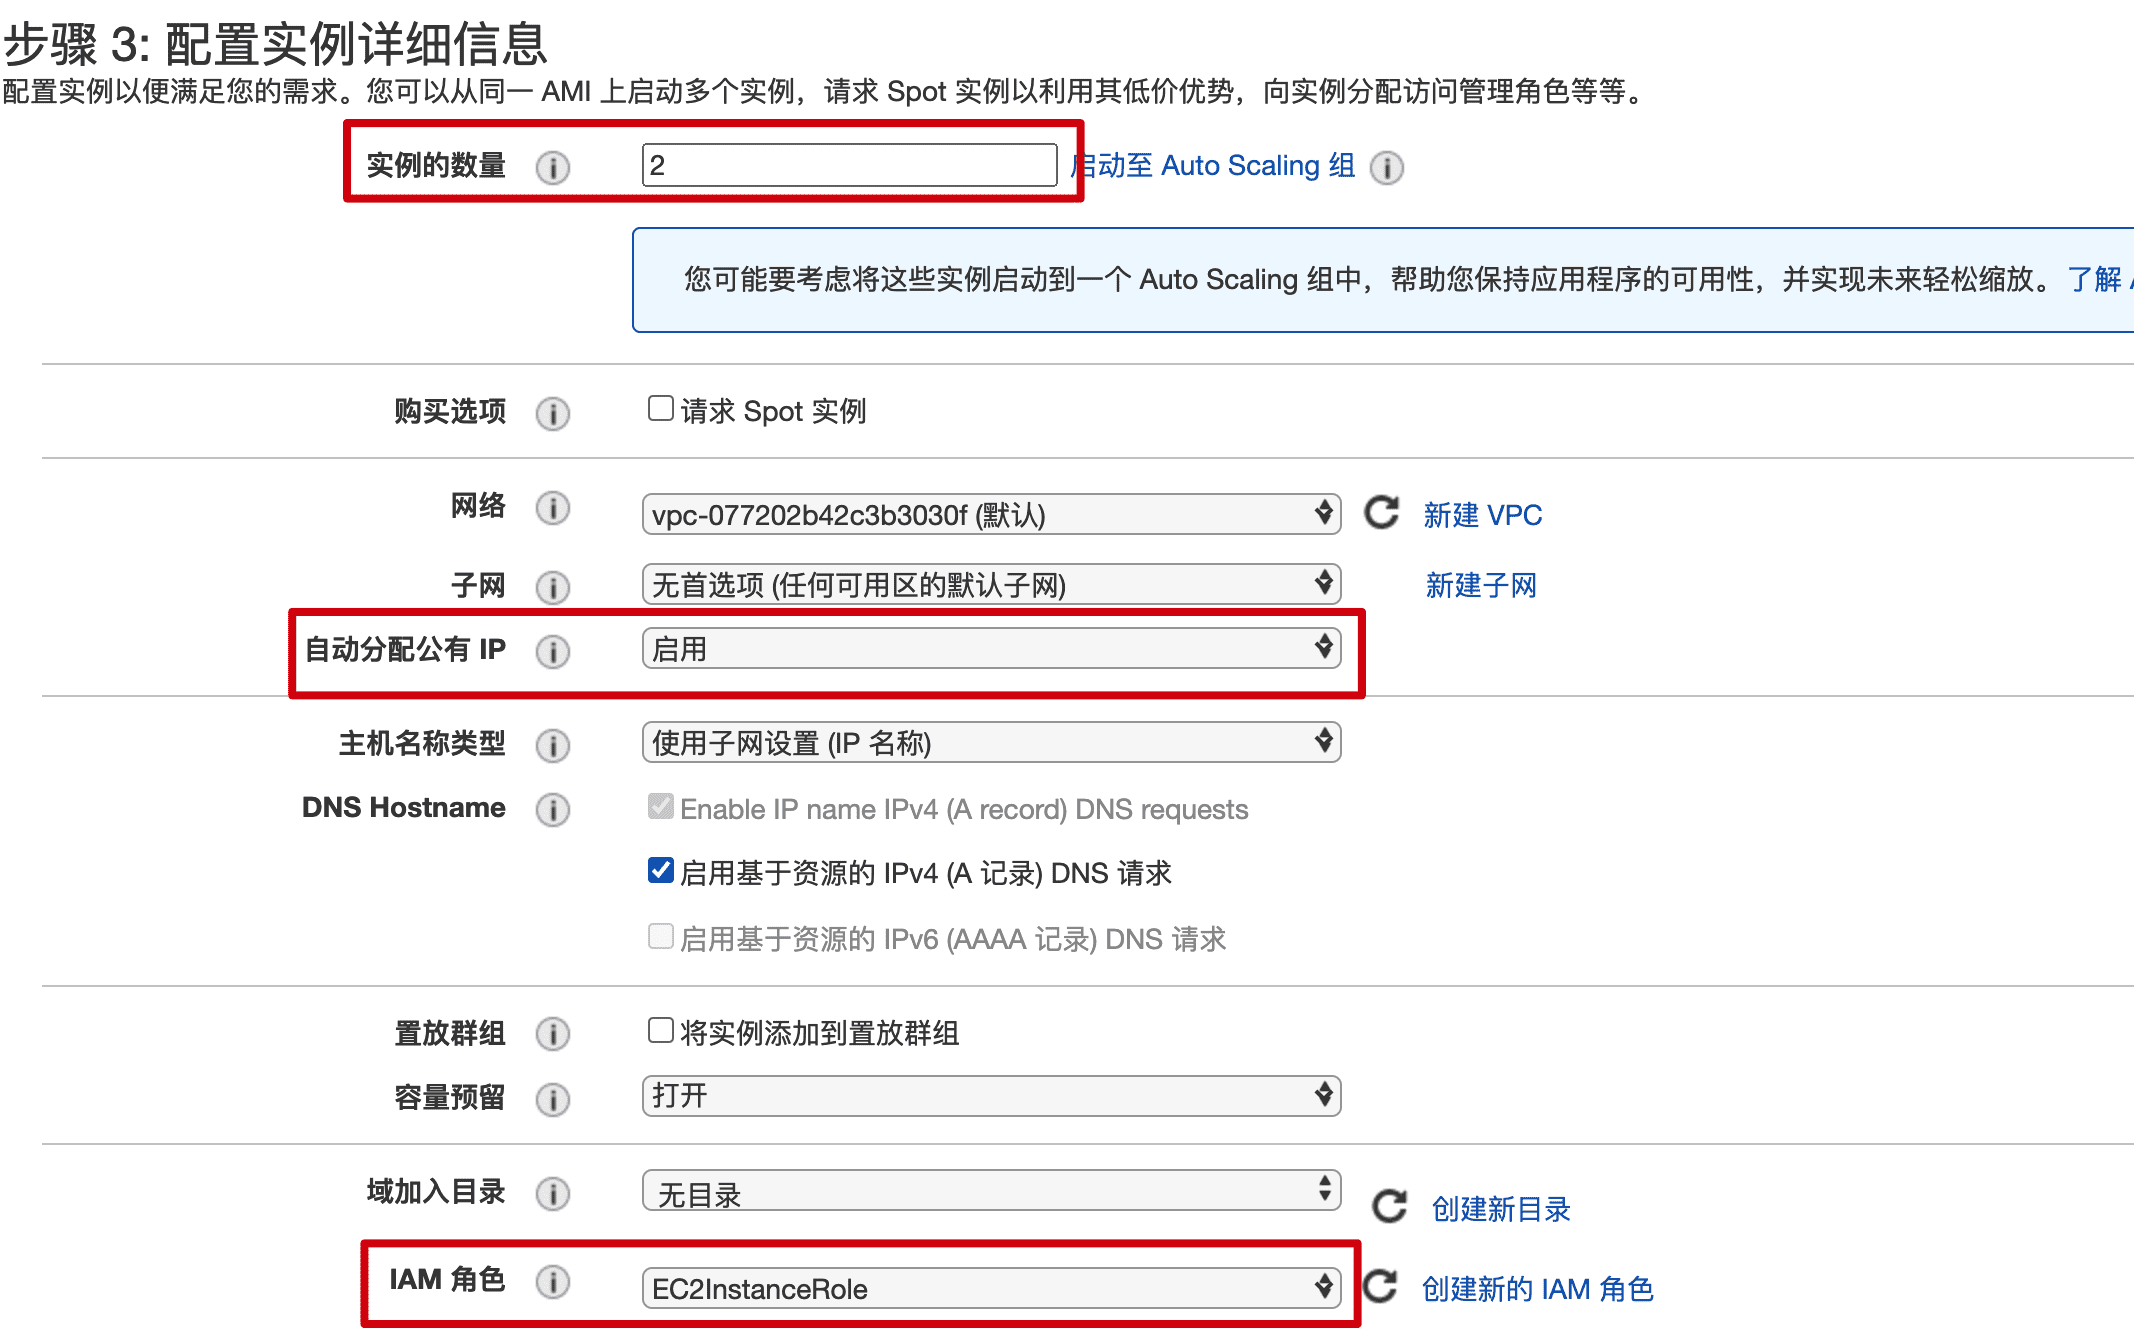 步骤 3: 配置实例详细信息
配置实例以便满足您的需求。您可以从同一 AMI 上启动多个实例，请求 Spot 实例以利用其低价优势，向实例分配访问管理角色等等。
实例的数量 2 启动至 Auto Scaling 组
您可能要考虑将这些实例启动到一个 Auto Scaling 组中，帮助您保持应用程序的可用性，并实现未来轻松缩放。 了解
购买选项 请求 Spot 实例
网络 vpc-077202b42c3b3030f (默认) 新建 VPC
子网 无首选项 (任何可用区的默认子网) 新建子网
自动分配公有 IP 启用
主机名称类型 使用子网设置 (IP 名称)
DNS Hostname Enable IP name IPv4 (A record) DNS requests
启用基于资源的 IPv4 (A 记录) DNS 请求
启用基于资源的 IPv6 (AAAA 记录) DNS 请求
置放群组 将实例添加到置放群组
容量预留 打开
域加入目录 无目录 创建新目录
IAM 角色 EC2InstanceRole 创建新的 IAM 角色